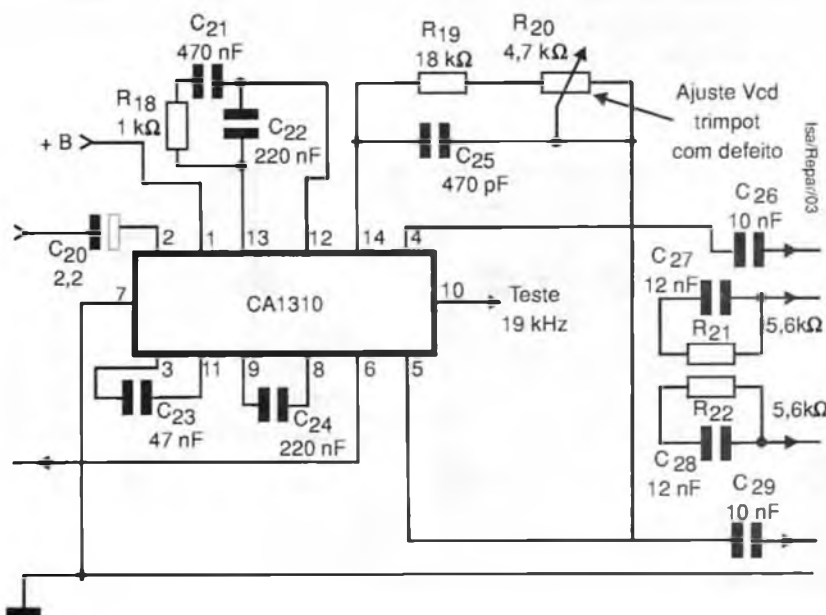 C21
470 nF
R18
1 kΩ
C22
220 nF
+ B
R19
18 kΩ
R20
4,7 kΩ
Ajuste Vcd
trimpot
com defeito
C25
470 pF
Isa/Repar/03
C20
2,2
2
1
13
12
14
4
7
CA1310
10
Teste
19 kHz
3
11
9
8
6
5
C23
47 nF
C24
220 nF
C26
10 nF
C27
12 nF
R21
5,6kΩ
R22
5,6kΩ
C28
12 nF
C29
10 nF